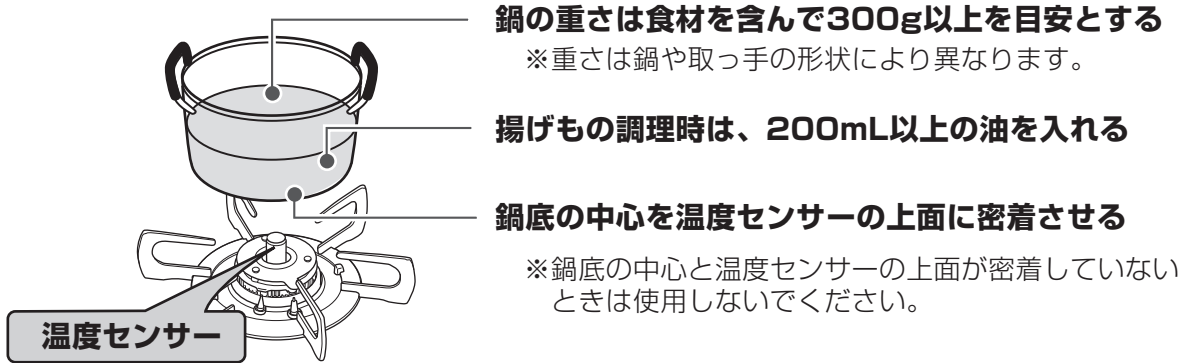 鍋の重さは食材を含んで300g以上を目安とする
※重さは鍋や取っ手の形状により異なります。
揚げもの調理時は、200mL以上の油を入れる
鍋底の中心を温度センサーの上面に密着させる
※鍋底の中心と温度センサーの上面が密着していない
ときは使用しないでください。
温度センサー